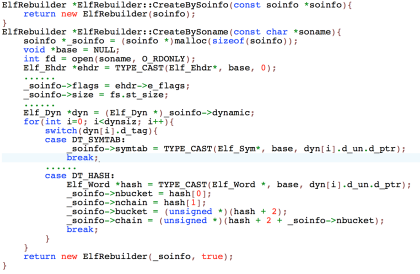 ElfRebuilder *ElfRebuilder::CreateBySoinfo(const soinfo *soinfo){
    return new ElfRebuilder(soinfo);
}
ElfRebuilder *ElfRebuilder::CreateBySoname(const char *soname){
    soinfo *_soinfo = (soinfo *)malloc(sizeof(soinfo));
    void *base = NULL;
    int fd = open(soname, O_RDONLY);
    Elf_Ehdr *ehdr = TYPE_CAST(Elf_Ehdr*, base, 0);
    ......
    _soinfo->flags = ehdr->e_flags;
    _soinfo->size = fs.st_size;
    ......
    Elf_Dyn *dyn = (Elf_Dyn *)_soinfo->dynamic;
    for(int i=0; i<dynsiz; i++){
        switch(dyn[i].d_tag){
        case DT_SYMTAB:
            _soinfo->symtab = TYPE_CAST(Elf_Sym*, base, dyn[i].d_un.d_ptr);
            break;
        ......
        case DT_HASH:
            Elf_Word *hash = TYPE_CAST(Elf_Word *, base, dyn[i].d_un.d_ptr);
            _soinfo->nbucket = hash[0];
            _soinfo->nchain = hash[1];
            _soinfo->bucket = (unsigned *)(hash + 2);
            _soinfo->chain = (unsigned *)(hash + 2 + _soinfo->nbucket);
            break;
        }
    }
    return new ElfRebuilder(_soinfo, true);
}